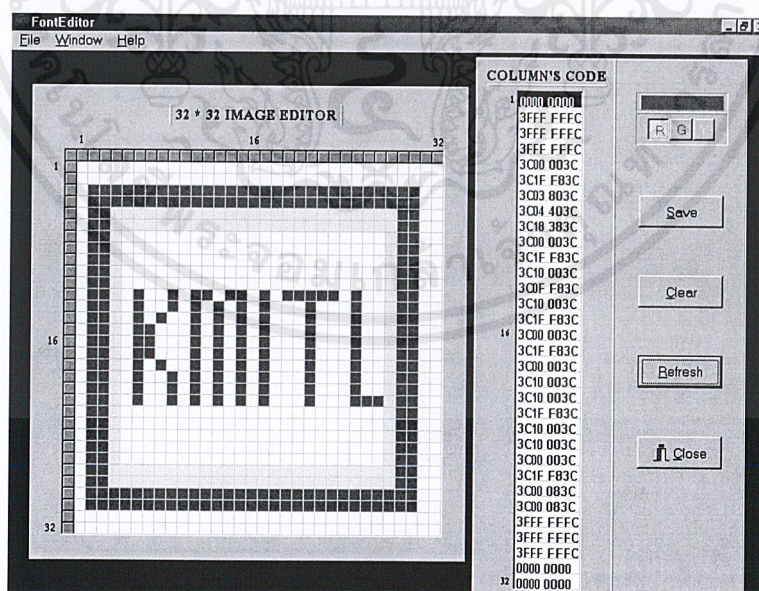 FontEditor
File Window Help
32 * 32 IMAGE EDITOR
1 16 32
1
16
32
KMITL
COLUMN'S CODE
1 0000 0000
3FFF FFFC
3FFF FFFC
3FFF FFFC
3C00 003C
3C1F F83C
3C03 803C
3C04 403C
3C18 383C
3C00 003C
3C1F F83C
3C10 003C
3C0F F83C
3C10 003C
3C1F F83C
16 3C00 003C
3C1F F83C
3C00 003C
3C10 003C
3C10 003C
3C1F F83C
3C10 003C
3C10 003C
3C00 003C
3C1F F83C
3C00 083C
3C00 083C
3FFF FFFC
3FFF FFFC
3FFF FFFC
0000 0000
32 0000 0000
R G
Save
Clear
Refresh
Close